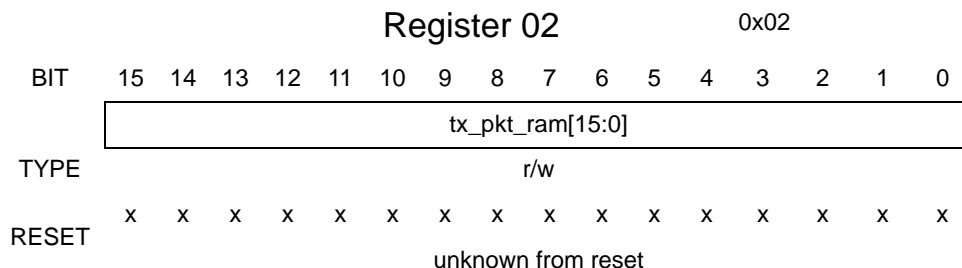 Register 02 0x02
BIT 15 14 13 12 11 10 9 8 7 6 5 4 3 2 1 0
tx_pkt_ram[15:0]
TYPE r/w
RESET x x x x x x x x x x x x x x x x
unknown from reset